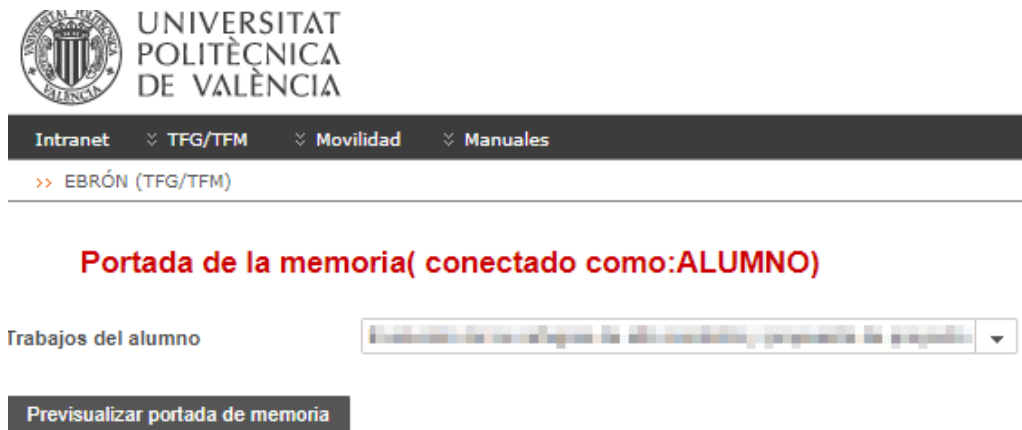 UNIVERSITAT
POLITÈCNICA
DE VALÈNCIA
Intranet TFG/TFM Movilidad Manuales
>> EBRÓN (TFG/TFM)
Portada de la memoria( conectado como:ALUMNO)
Trabajos del alumno
Previsualizar portada de memoria